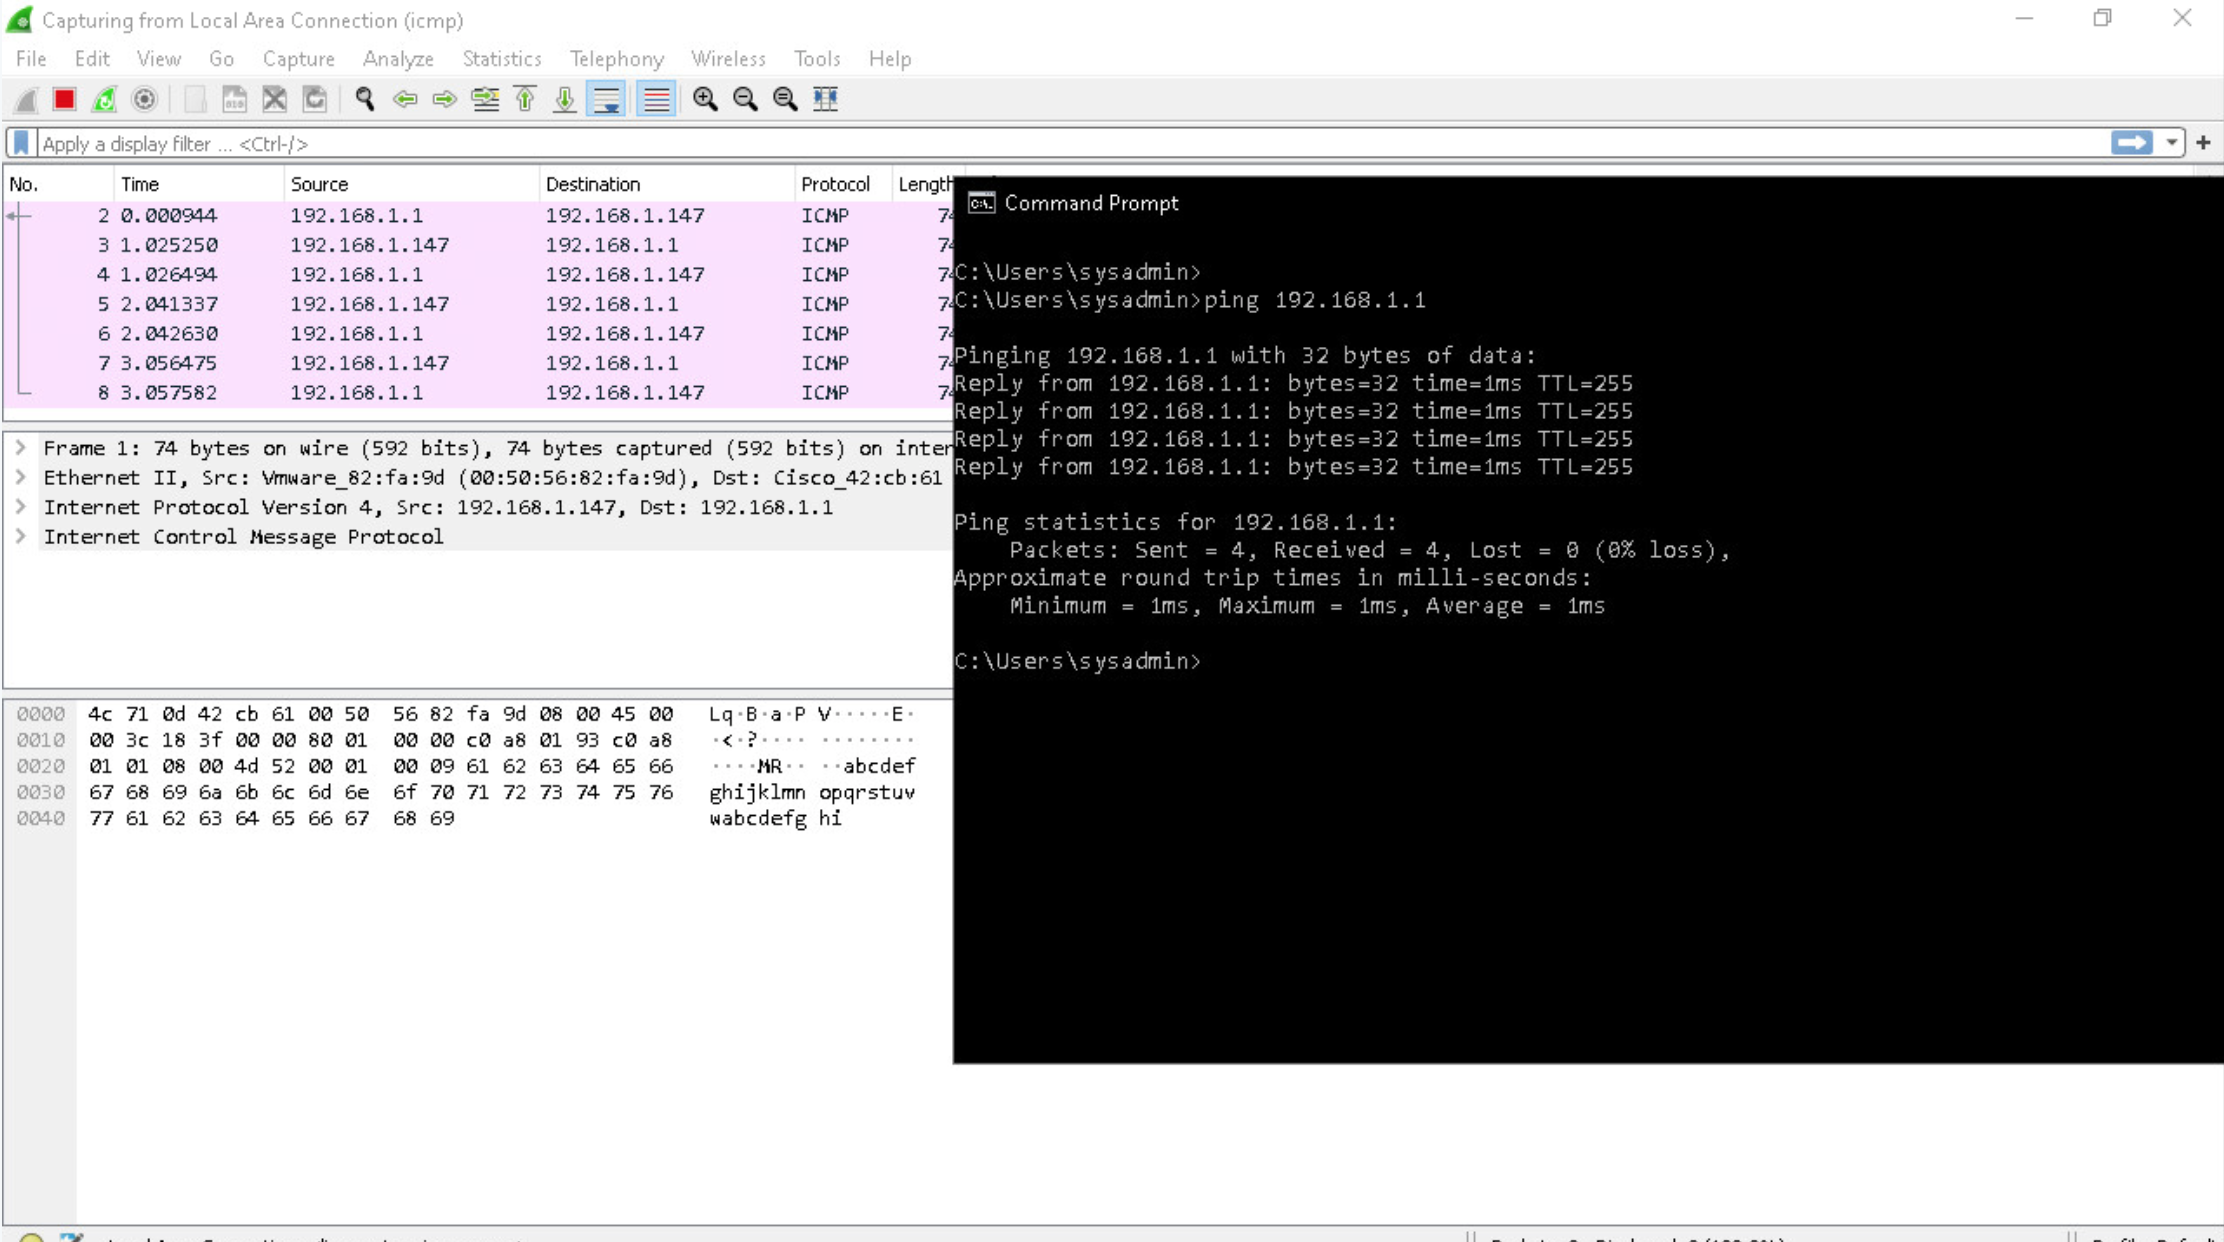 Capturing from Local Area Connection (icmp)
File Edit View Go Capture Analyze Statistics Telephony Wireless Tools Help
Apply a display filter ... <Ctrl-/>
No. Time Source Destination Protocol Length
2 0.000944 192.168.1.1 192.168.1.147 ICMP 74
3 1.025250 192.168.1.147 192.168.1.1 ICMP 74
4 1.026494 192.168.1.1 192.168.1.147 ICMP 74
5 2.041337 192.168.1.147 192.168.1.1 ICMP 74
6 2.042630 192.168.1.1 192.168.1.147 ICMP 74
7 3.056475 192.168.1.147 192.168.1.1 ICMP 74
8 3.057582 192.168.1.1 192.168.1.147 ICMP 74
Frame 1: 74 bytes on wire (592 bits), 74 bytes captured (592 bits) on inter
Ethernet II, Src: Vmware_82:fa:9d (00:50:56:82:fa:9d), Dst: Cisco_42:cb:61
Internet Protocol Version 4, Src: 192.168.1.147, Dst: 192.168.1.1
Internet Control Message Protocol
0000 4c 71 0d 42 cb 61 00 50 56 82 fa 9d 08 00 45 00 Lq·B·a·P V·····E·
0010 00 3c 18 3f 00 00 80 01 00 00 c0 a8 01 93 c0 a8 ·<·?···· ········
0020 01 01 08 00 4d 52 00 01 00 09 61 62 63 64 65 66 ····MR·· ··abcdef
0030 67 68 69 6a 6b 6c 6d 6e 6f 70 71 72 73 74 75 76 ghijklmn opqrstuv
0040 77 61 62 63 64 65 66 67 68 69 wabcdefg hi
Command Prompt
C:\Users\sysadmin>
C:\Users\sysadmin>ping 192.168.1.1
Pinging 192.168.1.1 with 32 bytes of data:
Reply from 192.168.1.1: bytes=32 time=1ms TTL=255
Reply from 192.168.1.1: bytes=32 time=1ms TTL=255
Reply from 192.168.1.1: bytes=32 time=1ms TTL=255
Reply from 192.168.1.1: bytes=32 time=1ms TTL=255
Ping statistics for 192.168.1.1:
Packets: Sent = 4, Received = 4, Lost = 0 (0% loss),
Approximate round trip times in milli-seconds:
Minimum = 1ms, Maximum = 1ms, Average = 1ms
C:\Users\sysadmin>